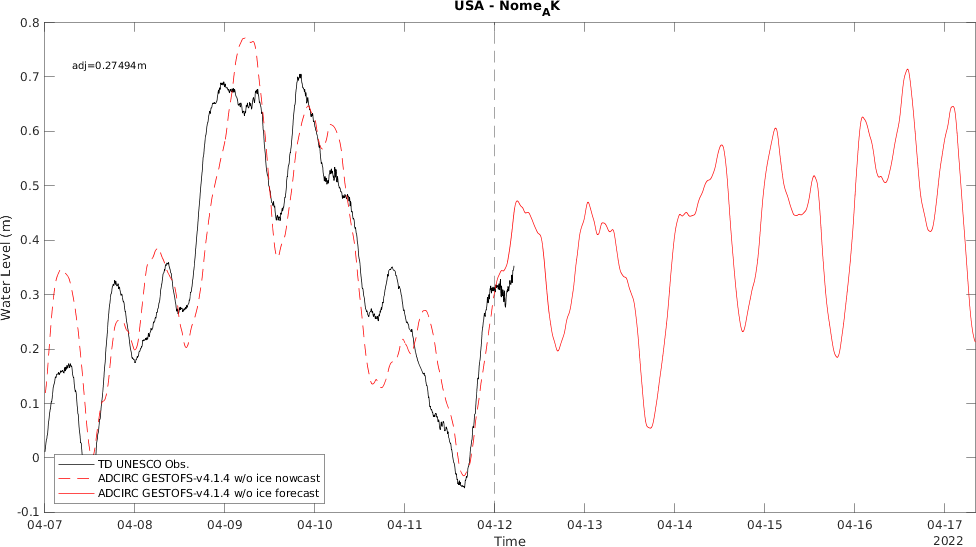 USA - Nome_AK
adj=0.27494m
Water Level (m)
0.8
0.7
0.6
0.5
0.4
0.3
0.2
0.1
0
-0.1
TD UNESCO Obs.
ADCIRC GESTOFS-v4.1.4 w/o ice nowcast
ADCIRC GESTOFS-v4.1.4 w/o ice forecast
04-07 04-08 04-09 04-10 04-11 04-12 04-13 04-14 04-15 04-16 04-17
Time
2022